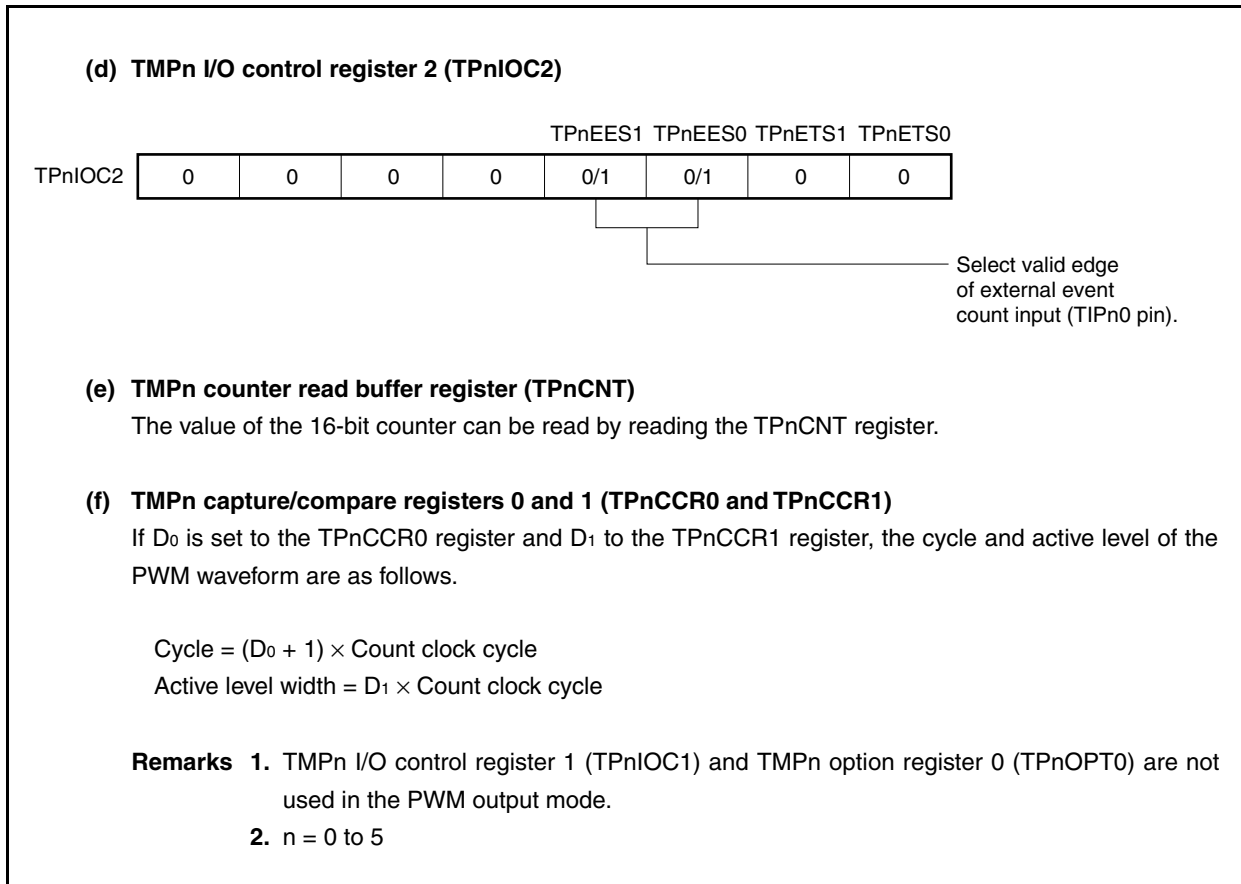 (d) TMPn I/O control register 2 (TPnIOC2)
TPnEES1 TPnEES0 TPnETS1 TPnETS0
TPnIOC2 0 0 0 0 0/1 0/1 0 0
Select valid edge
of external event
count input (TIPn0 pin).
(e) TMPn counter read buffer register (TPnCNT)
The value of the 16-bit counter can be read by reading the TPnCNT register.
(f) TMPn capture/compare registers 0 and 1 (TPnCCR0 and TPnCCR1)
If D0 is set to the TPnCCR0 register and D1 to the TPnCCR1 register, the cycle and active level of the
PWM waveform are as follows.
Cycle = (D0 + 1) × Count clock cycle
Active level width = D1 × Count clock cycle
Remarks 1. TMPn I/O control register 1 (TPnIOC1) and TMPn option register 0 (TPnOPT0) are not
used in the PWM output mode.
2. n = 0 to 5